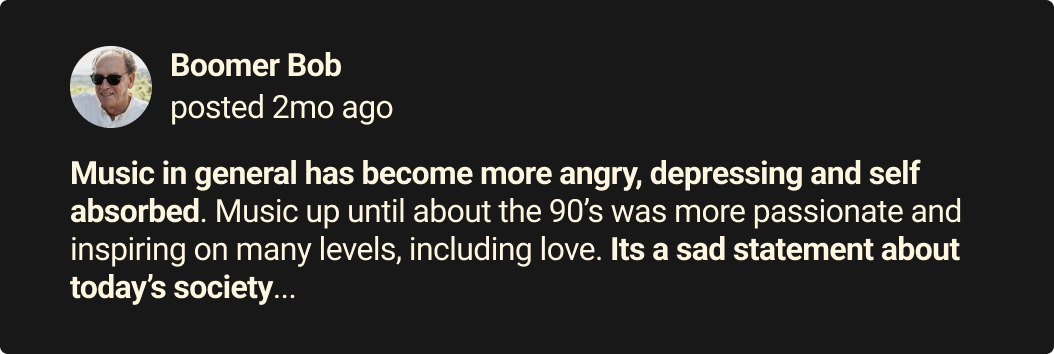 Boomer Bob
posted 2mo ago
Music in general has become more angry, depressing and self
absorbed. Music up until about the 90’s was more passionate and
inspiring on many levels, including love. Its a sad statement about
today’s society...